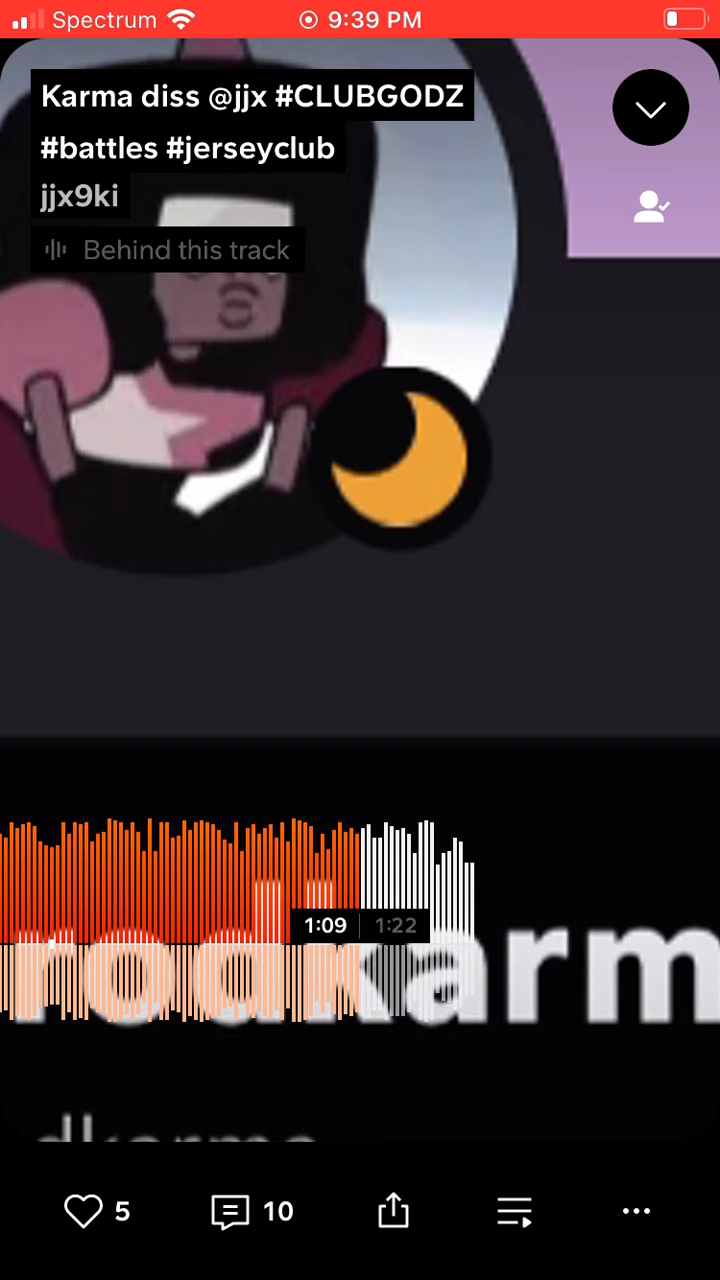 Spectrum
9:39 PM
Karma diss @jjx #CLUBGODZ
#battles #jerseyclub
jjx9ki
Behind this track
1:09 1:22
5 10